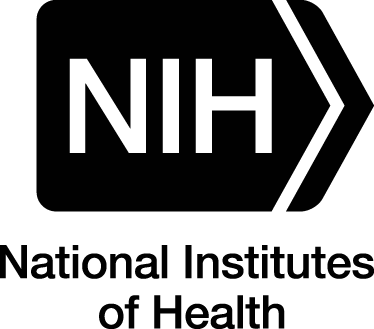 NIH
National Institutes
of Health